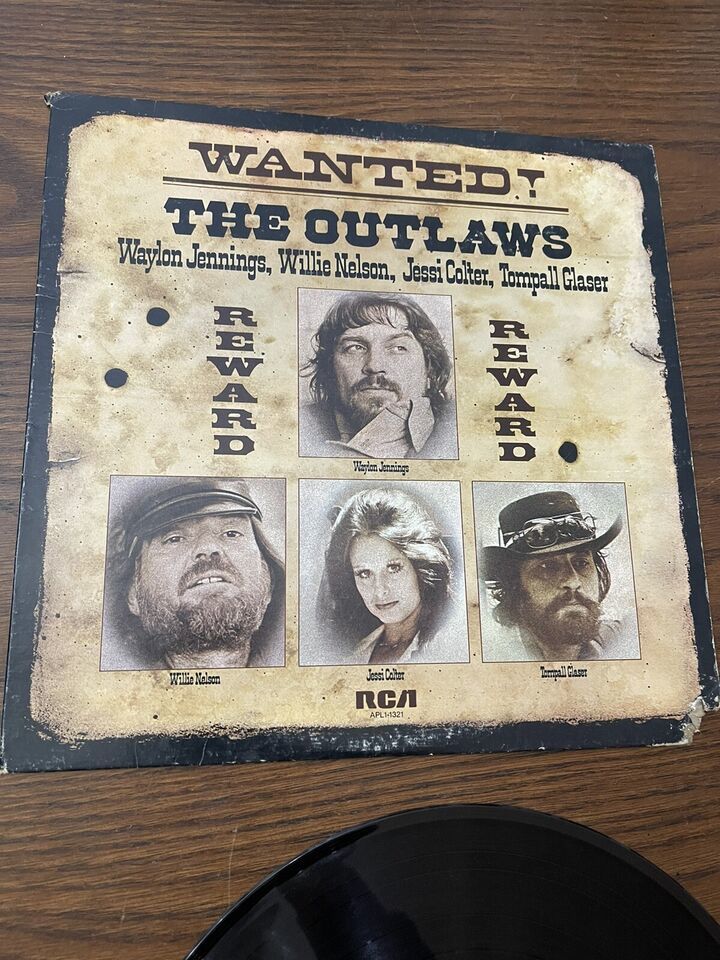 WANTED!
THE OUTLAWS
Waylon Jennings, Willie Nelson, Jessi Colter, Tompall Glaser
REWARD
REWARD
Waylon Jennings
Willie Nelson
Jessi Colter
Tompall Glaser
RCA
APL1-1321